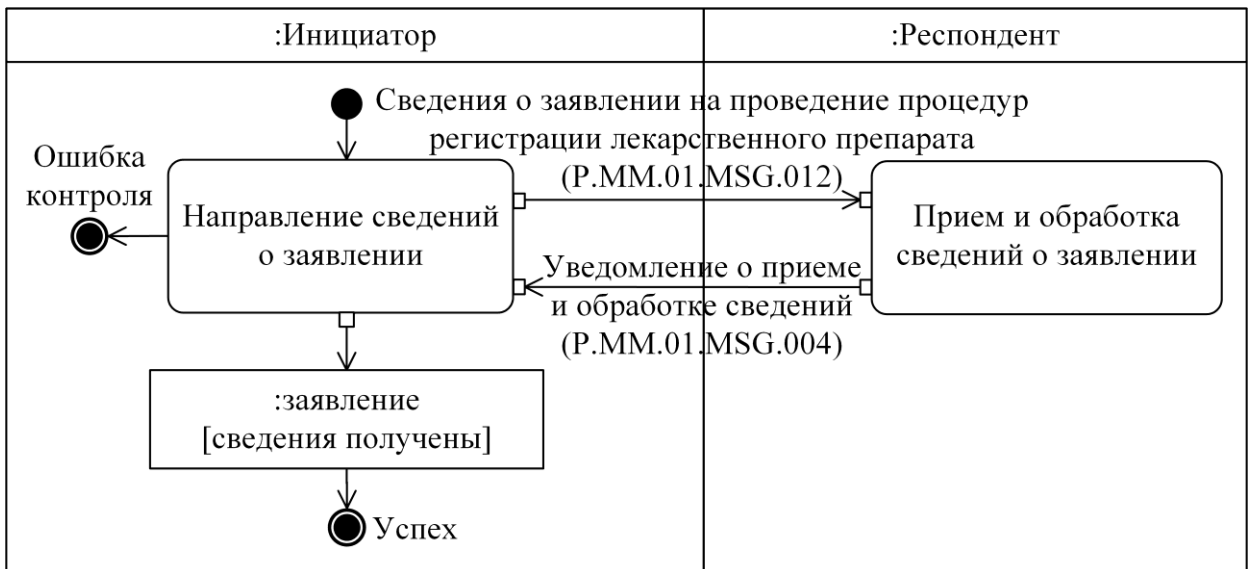 :Инициатор
:Респондент
Сведения о заявлении на проведение процедур
регистрации лекарственного препарата
(P.MM.01.MSG.012)
Ошибка
контроля
Направление сведений
о заявлении
Прием и обработка
сведений о заявлении
Уведомление о приеме
и обработке сведений
(P.MM.01.MSG.004)
:заявление
[сведения получены]
Успех